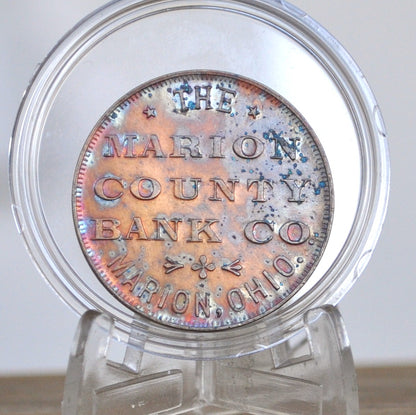 THE
MARION
COUNTY
BANK CO.
MARION, OHIO.